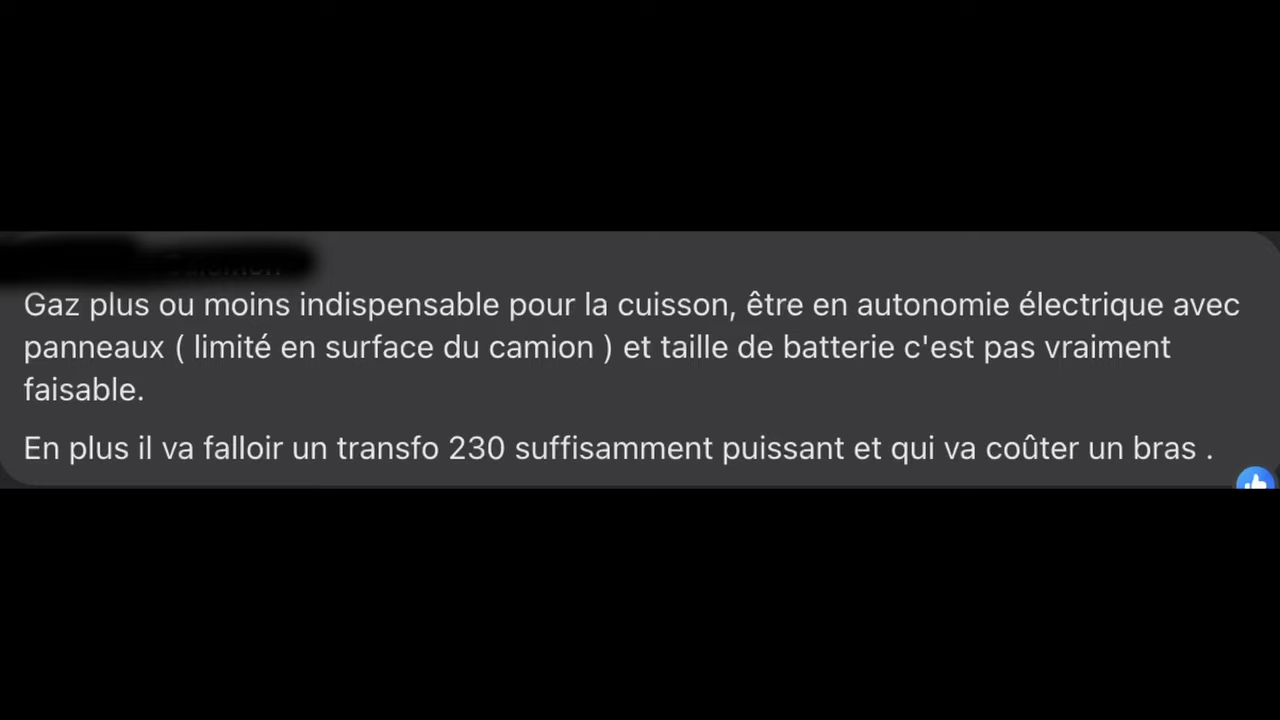 Gaz plus ou moins indispensable pour la cuisson, être en autonomie électrique avec
panneaux ( limité en surface du camion ) et taille de batterie c'est pas vraiment
faisable.
En plus il va falloir un transfo 230 suffisamment puissant et qui va coûter un bras .